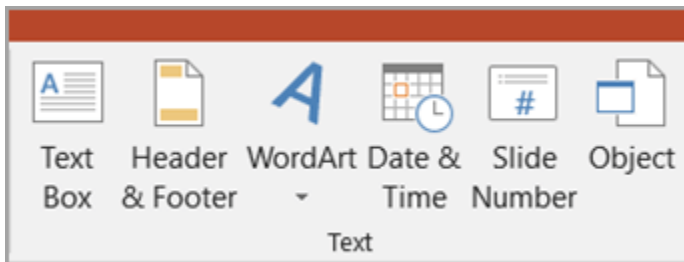 A
#
Text Box
Header & Footer
WordArt
Date & Time
Slide Number
Object
Text